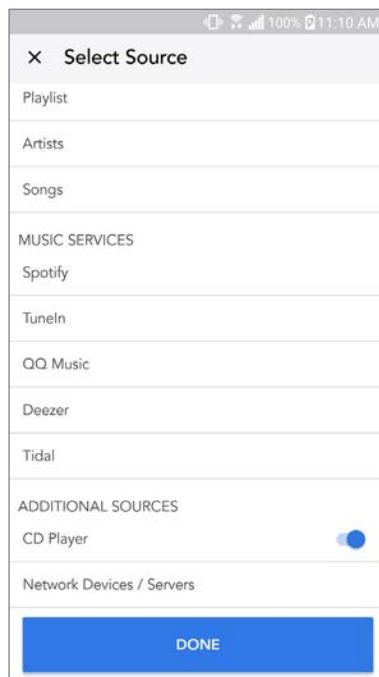 100% 11:10 AM
× Select Source
Playlist
Artists
Songs
MUSIC SERVICES
Spotify
TuneIn
QQ Music
Deezer
Tidal
ADDITIONAL SOURCES
CD Player
Network Devices / Servers
DONE